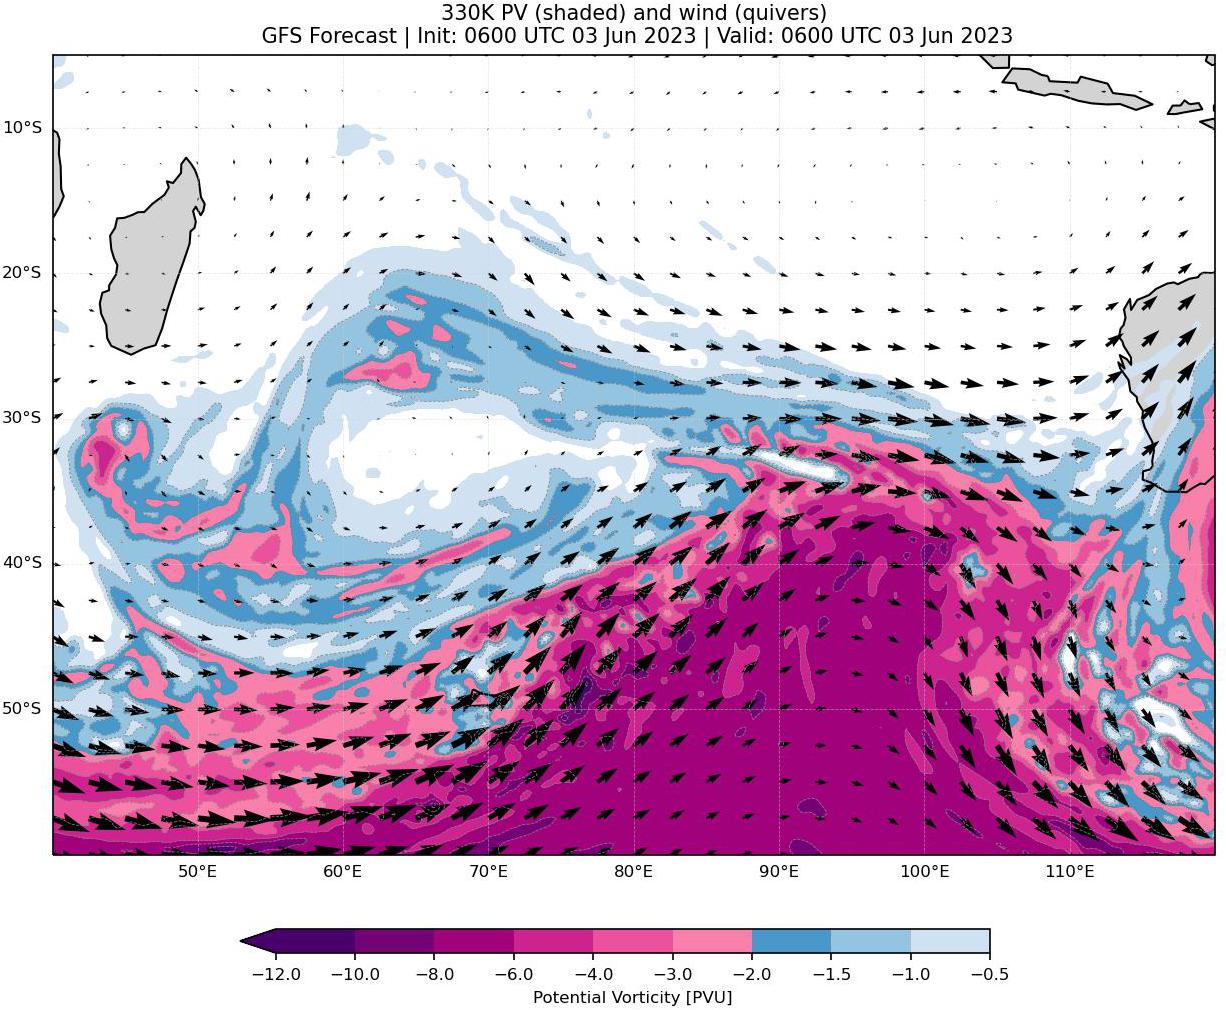 330K PV (shaded) and wind (quivers)
GFS Forecast | Init: 0600 UTC 03 Jun 2023 | Valid: 0600 UTC 03 Jun 2023
10°S
20°S
30°S
40°S
50°S
50°E 60°E 70°E 80°E 90°E 100°E 110°E
−12.0 −10.0 −8.0 −6.0 −4.0 −3.0 −2.0 −1.5 −1.0 −0.5
Potential Vorticity [PVU]